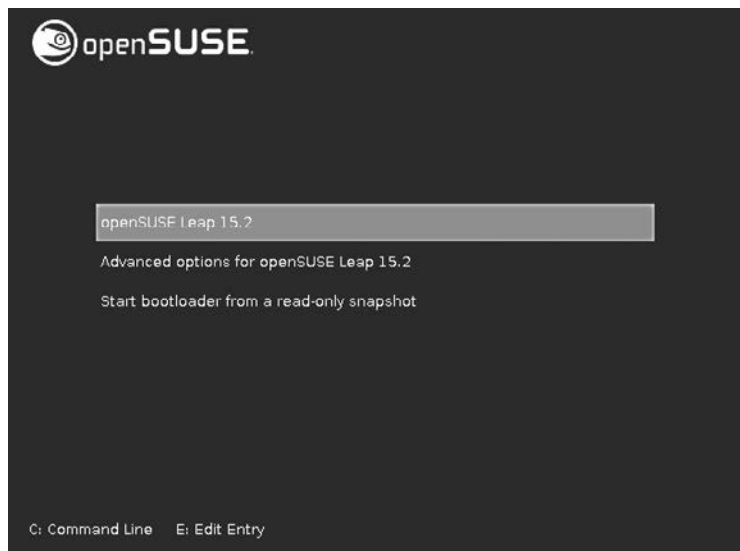 openSUSE.
openSUSE Leap 15.2
Advanced options for openSUSE Leap 15.2
Start bootloader from a read-only snapshot
C: Command Line E: Edit Entry